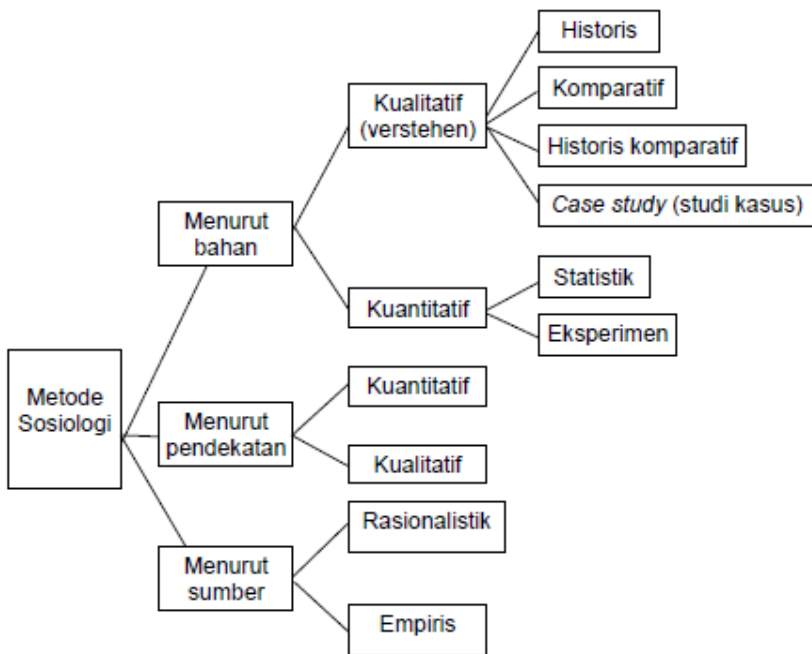 Metode
Sosiologi
Menurut
bahan
Kualitatif
(verstehen)
Historis
Komparatif
Historis komparatif
Case study (studi kasus)
Kuantitatif
Statistik
Eksperimen
Menurut
pendekatan
Kuantitatif
Kualitatif
Menurut
sumber
Rasionalistik
Empiris